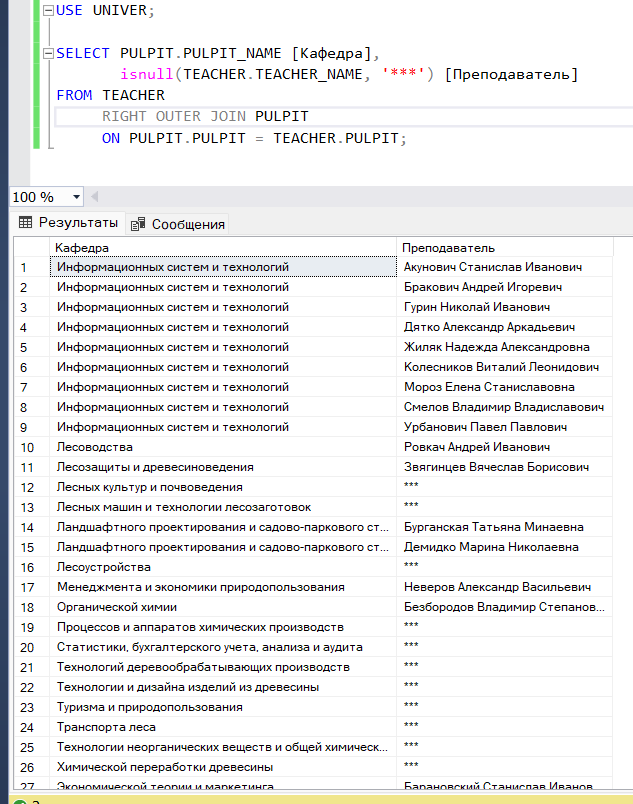 USE UNIVER;
SELECT PULPIT.PULPIT_NAME [Кафедра],
isnull(TEACHER.TEACHER_NAME, '***') [Преподаватель]
FROM TEACHER
RIGHT OUTER JOIN PULPIT
ON PULPIT.PULPIT = TEACHER.PULPIT;
100 %
Результаты Сообщения
Кафедра Преподаватель
1 Информационных систем и технологий Акунович Станислав Иванович
2 Информационных систем и технологий Бракович Андрей Игоревич
3 Информационных систем и технологий Гурин Николай Иванович
4 Информационных систем и технологий Дятко Александр Аркадьевич
5 Информационных систем и технологий Жиляк Надежда Александровна
6 Информационных систем и технологий Колесников Виталий Леонидович
7 Информационных систем и технологий Мороз Елена Станиславовна
8 Информационных систем и технологий Смелов Владимир Владиславович
9 Информационных систем и технологий Урбанович Павел Павлович
10 Лесоводства Ровкач Андрей Иванович
11 Лесозащиты и древесиноведения Звягинцев Вячеслав Борисович
12 Лесных культур и почвоведения ***
13 Лесных машин и технологии лесозаготовок ***
14 Ландшафтного проектирования и садово-паркового ст... Бурганская Татьяна Минаевна
15 Ландшафтного проектирования и садово-паркового ст... Демидко Марина Николаевна
16 Лесоустройства ***
17 Менеджмента и экономики природопользования Неверов Александр Васильевич
18 Органической химии Безбородов Владимир Степанов...
19 Процессов и аппаратов химических производств ***
20 Статистики, бухгалтерского учета, анализа и аудита ***
21 Технологий деревообрабатывающих производств ***
22 Технологии и дизайна изделий из древесины ***
23 Туризма и природопользования ***
24 Транспорта леса ***
25 Технологии неорганических веществ и общей химическ... ***
26 Химической переработки древесины ***
27 Экономической теории и маркетинга Барановский Станислав Иванов...